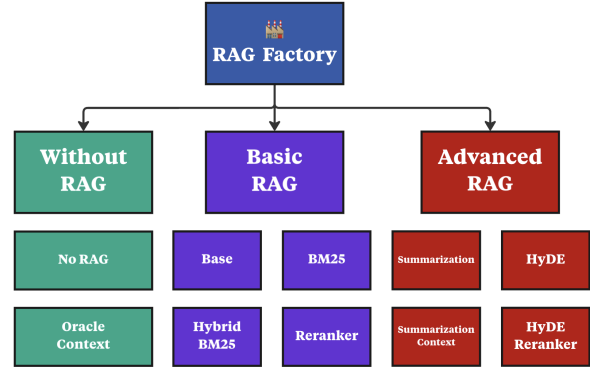 RAG Factory
Without
RAG
Basic
RAG
Advanced
RAG
No RAG
Base
BM25
Summarization
HyDE
Oracle
Context
Hybrid
BM25
Reranker
Summarization
Context
HyDE
Reranker